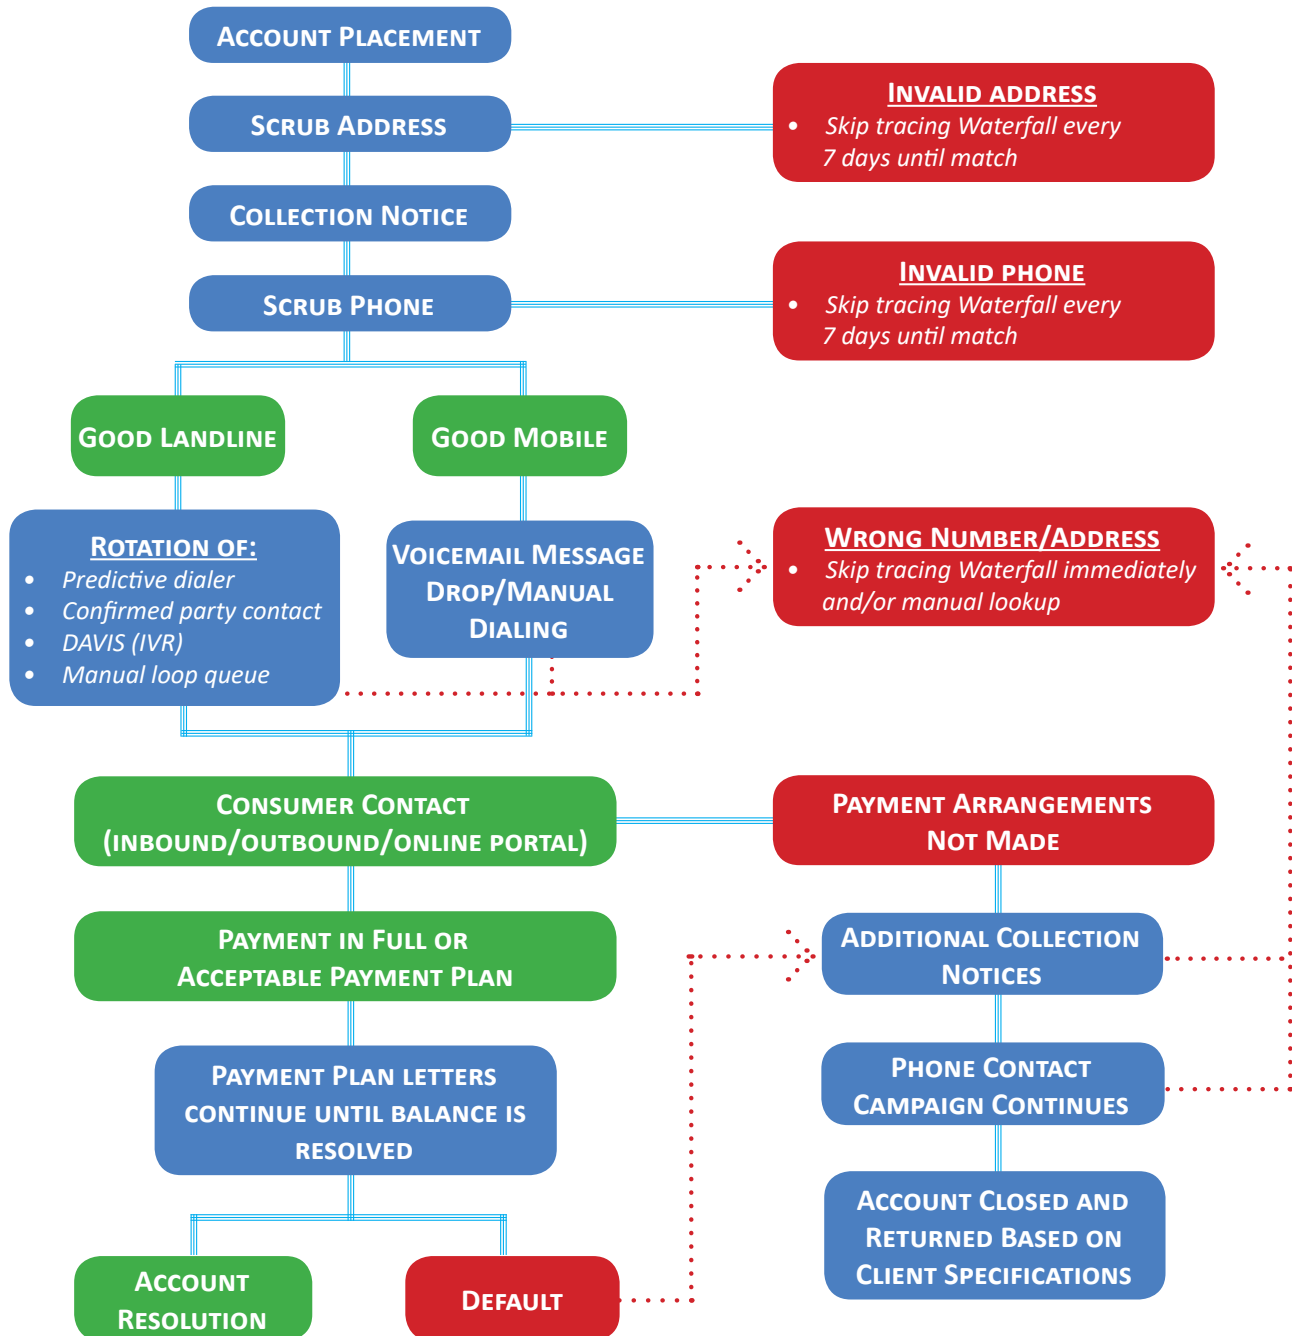 Account Placement
Scrub Address
Invalid address
• Skip tracing Waterfall every
7 days until match
Collection Notice
Scrub Phone
Invalid phone
• Skip tracing Waterfall every
7 days until match
Good Landline
Good Mobile
Rotation of:
• Predictive dialer
• Confirmed party contact
• DAVIS (IVR)
• Manual loop queue
Voicemail Message
Drop/Manual
Dialing
Wrong Number/Address
• Skip tracing Waterfall immediately
and/or manual lookup
Consumer Contact
(inbound/outbound/online portal)
Payment Arrangements
Not Made
Payment in Full or
Acceptable Payment Plan
Additional Collection
Notices
Payment Plan letters
continue until balance is
resolved
Phone Contact
Campaign Continues
Account Closed and
Returned Based on
Client Specifications
Account
Resolution
Default